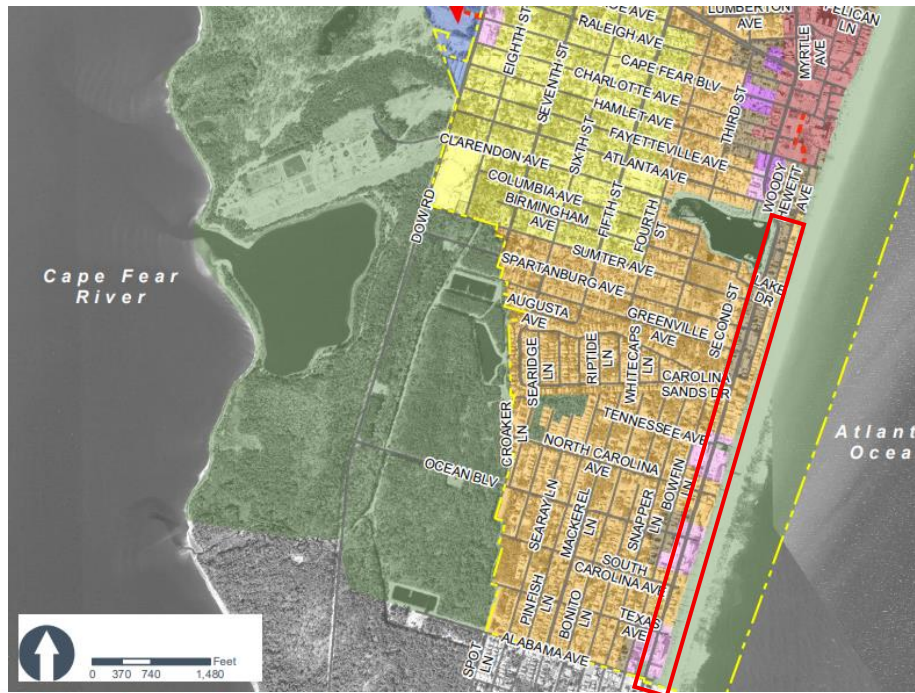 OE AVE
RALEIGH AVE
LUMBERTON
AVE
PELICAN
LN
MYRTLE
AVE
EIGHTH ST
SEVENTH ST
CAPE FEAR BLV
CHARLOTTE AVE
HAMLET AVE
THIRD ST
SIXTH ST
FAYETTEVILLE AVE
ATLANTA AVE
CLARENDON AVE
COLUMBIA AVE
BIRMINGHAM
AVE
FIFTH ST
FOURTH
ST
WOODY
HEWETT
AVE
DOW RD
SUMTER AVE
SPARTANBURG AVE
LAKE
DR
Cape Fear
River
AUGUSTA
AVE
GREENVILLE
AVE
SECOND ST
SEARIDGE
LN
RIPTIDE
LN
WHITECAPS
LN
CAROLINA
SANDS DR
TENNESSEE AVE
Atlant
Ocea
CROAKER
LN
NORTH CAROLINA
AVE
OCEAN BLV
BOWFIN
LN
SEARAY LN
MACKEREL
LN
SNAPPER
LN
SOUTH
CAROLINA AVE
PINFISH
LN
BONITO
LN
TEXAS
AVE
ALABAMA AVE
SPOT
LN
Feet
0 370 740 1,480